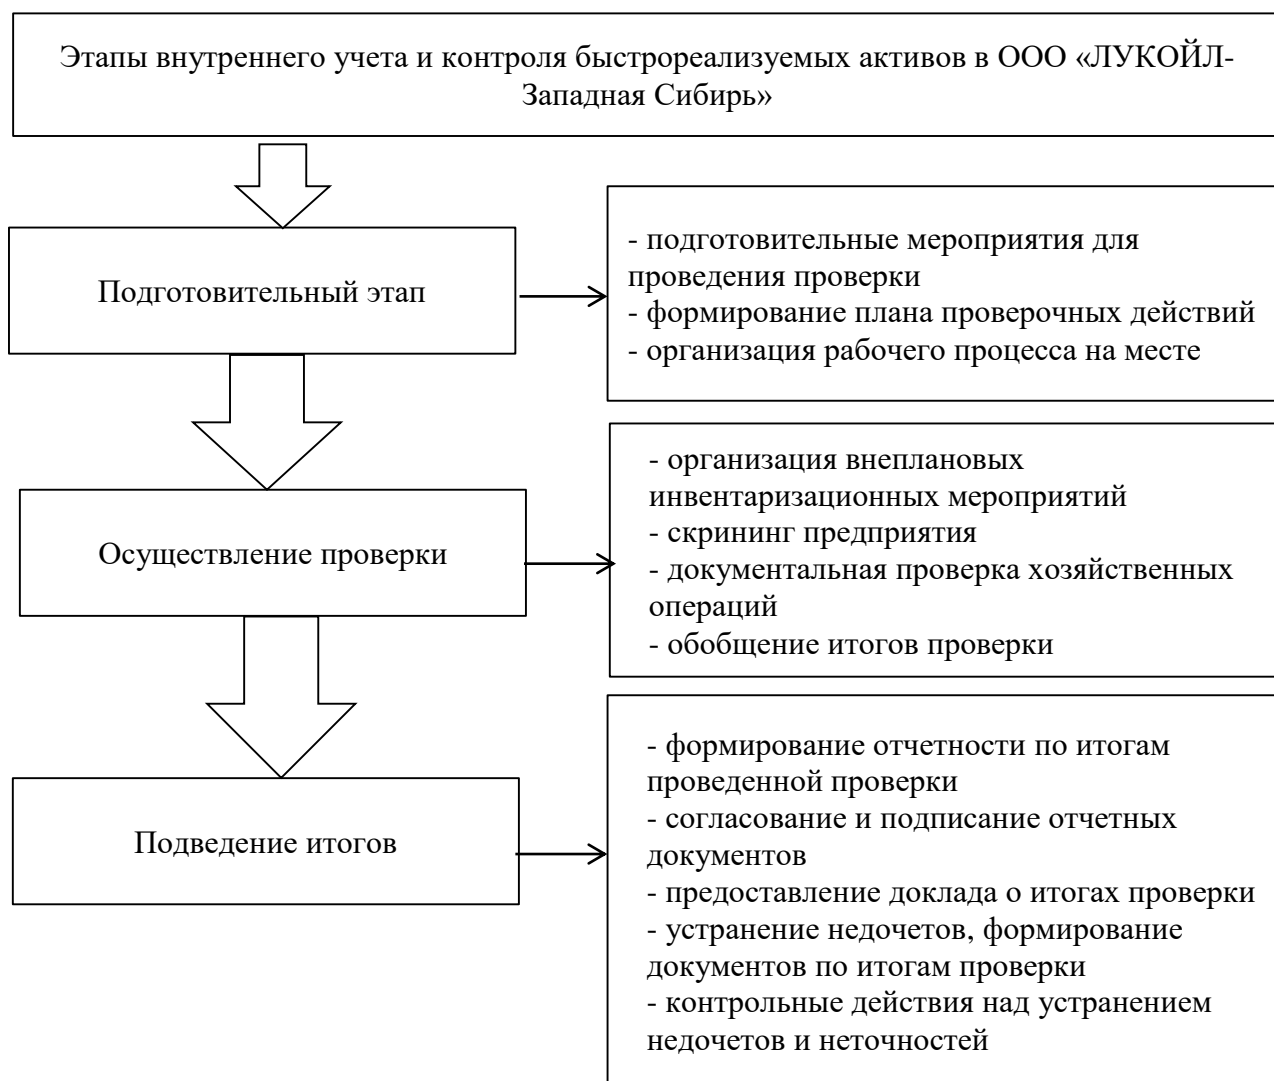 Этапы внутреннего учета и контроля быстрореализуемых активов в ООО «ЛУКОЙЛ-
Западная Сибирь»
Подготовительный этап
- подготовительные мероприятия для
проведения проверки
- формирование плана проверочных действий
- организация рабочего процесса на месте
Осуществление проверки
- организация внеплановых
инвентаризационных мероприятий
- скрининг предприятия
- документальная проверка хозяйственных
операций
- обобщение итогов проверки
Подведение итогов
- формирование отчетности по итогам
проведенной проверки
- согласование и подписание отчетных
документов
- предоставление доклада о итогах проверки
- устранение недочетов, формирование
документов по итогам проверки
- контрольные действия над устранением
недочетов и неточностей